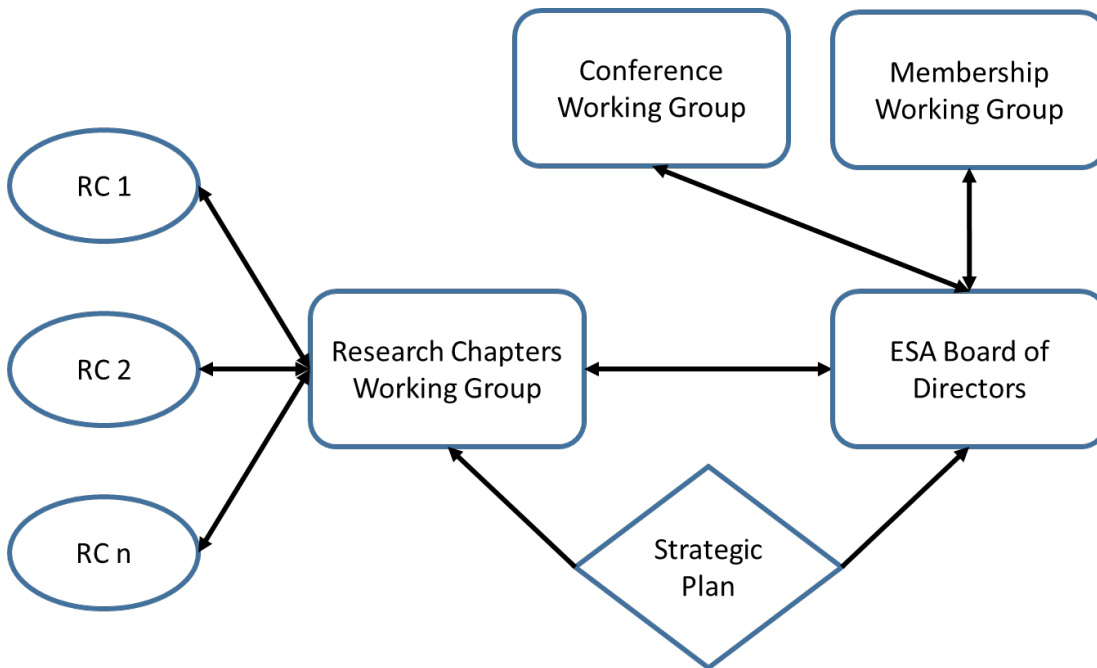 Conference
Working Group
Membership
Working Group
RC 1
RC 2
RC n
Research Chapters
Working Group
ESA Board of
Directors
Strategic
Plan